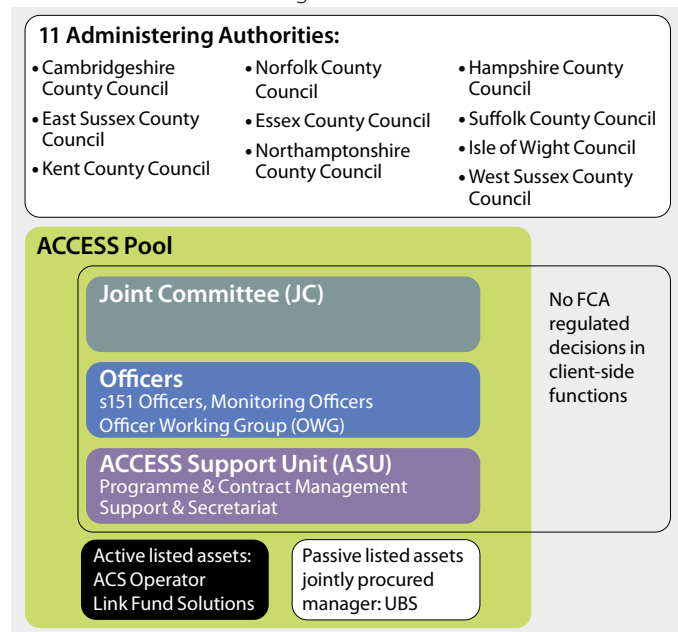 11 Administering Authorities:
• Cambridgeshire
County Council
• East Sussex County
Council
• Kent County Council
• Norfolk County
Council
• Essex County Council
• Northamptonshire
County Council
• Hampshire County
Council
• Suffolk County Council
• Isle of Wight Council
• West Sussex County
Council
ACCESS Pool
Joint Committee (JC)
Officers
s151 Officers, Monitoring Officers
Officer Working Group (OWG)
ACCESS Support Unit (ASU)
Programme & Contract Management
Support & Secretariat
No FCA
regulated
decisions in
client-side
functions
Active listed assets:
ACS Operator
Link Fund Solutions
Passive listed assets
jointly procured
manager: UBS